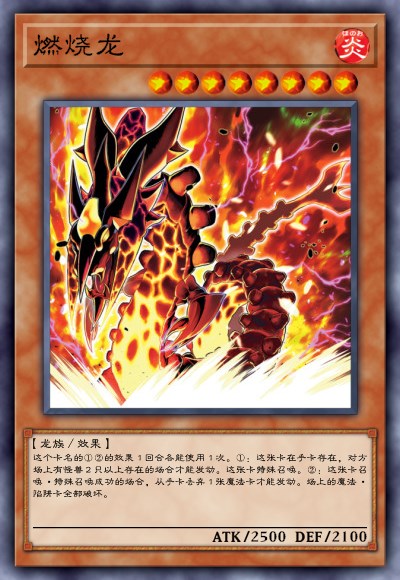 燃烧龙
炎
ほのお
【龙族／效果】
这个卡名的①②的效果1回合各能使用1次。①：这张卡在手卡存在，对方
场上有怪兽2只以上存在的场合才能发动。这张卡特殊召唤。②：这张卡召
唤·特殊召唤成功的场合，从手卡丢弃1张魔法卡才能发动。场上的魔法·
陷阱卡全部破坏。
ATK/2500 DEF/2100